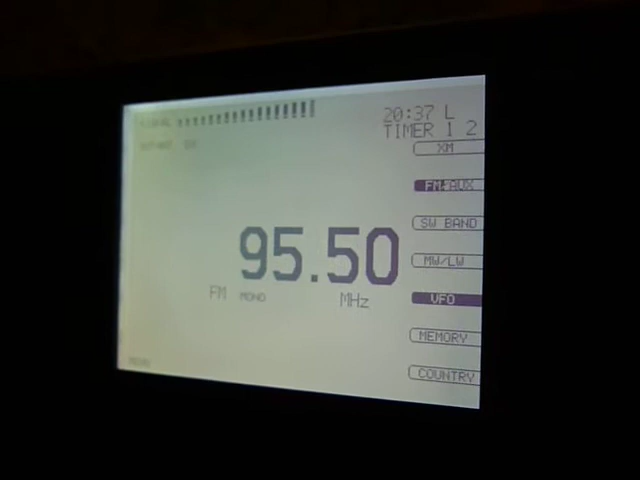 20:37 L
TIMER 1 2
XM
FM/AUX
SW BAND
95.50
MW/LW
FM MONO MHz
VFO
MEMORY
COUNTRY